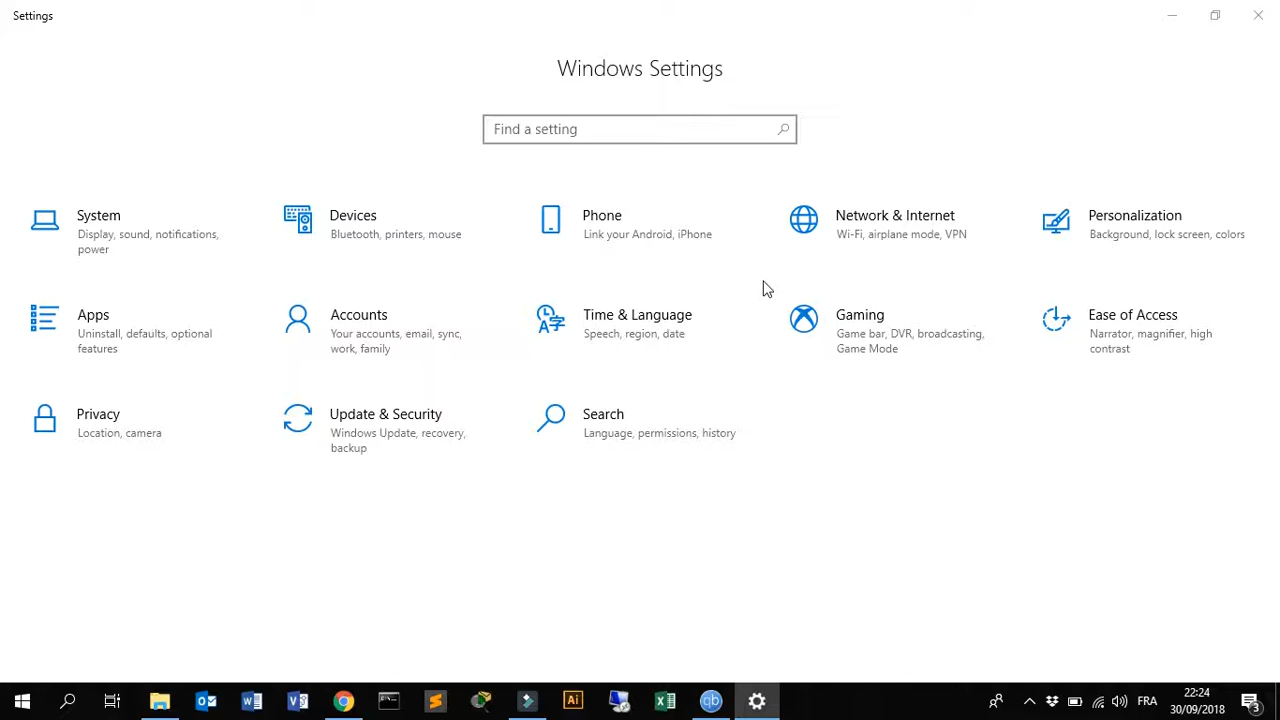 Settings
Windows Settings
Find a setting
System
Display, sound, notifications,
power
Devices
Bluetooth, printers, mouse
Phone
Link your Android, iPhone
Network & Internet
Wi-Fi, airplane mode, VPN
Personalization
Background, lock screen, colors
Apps
Uninstall, defaults, optional
features
Accounts
Your accounts, email, sync,
work, family
Time & Language
Speech, region, date
Gaming
Game bar, DVR, broadcasting,
Game Mode
Ease of Access
Narrator, magnifier, high
contrast
Privacy
Location, camera
Update & Security
Windows Update, recovery,
backup
Search
Language, permissions, history
Ai
qb
FRA
22:24
30/09/2018
3